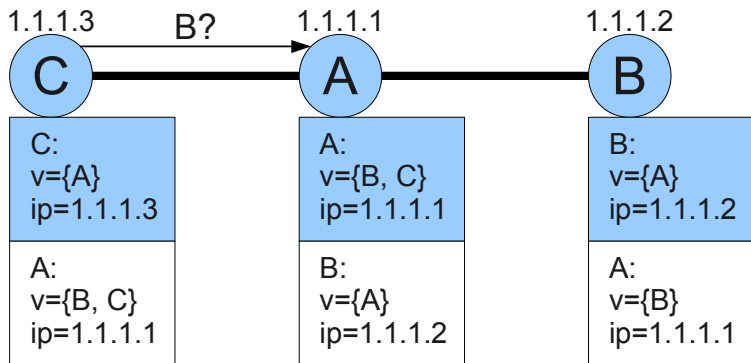 1.1.1.3
B?
1.1.1.1
1.1.1.2
C
A
B
C:
v={A}
ip=1.1.1.3
A:
v={B, C}
ip=1.1.1.1
A:
v={B, C}
ip=1.1.1.1
B:
v={A}
ip=1.1.1.2
B:
v={A}
ip=1.1.1.2
A:
v={B}
ip=1.1.1.1